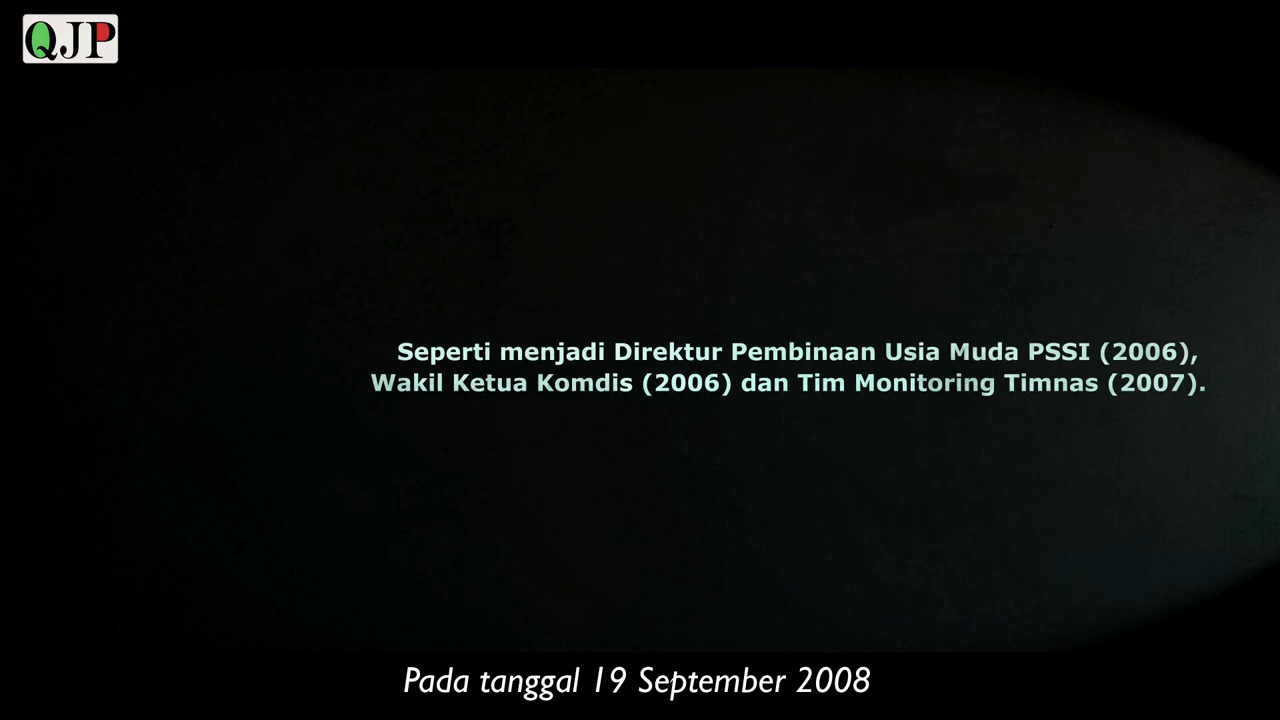 QJP
Seperti menjadi Direktur Pembinaan Usia Muda PSSI (2006),
Wakil Ketua Komdis (2006) dan Tim Monitoring Timnas (2007).
Pada tanggal 19 September 2008